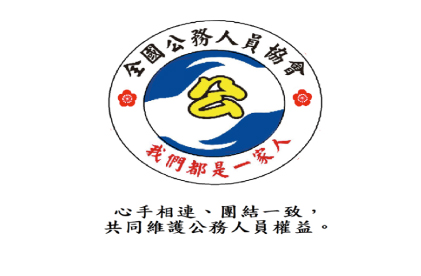 全國公務人員協會
公
我們都是一家人
心手相連、團結一致，
共同維護公務人員權益。